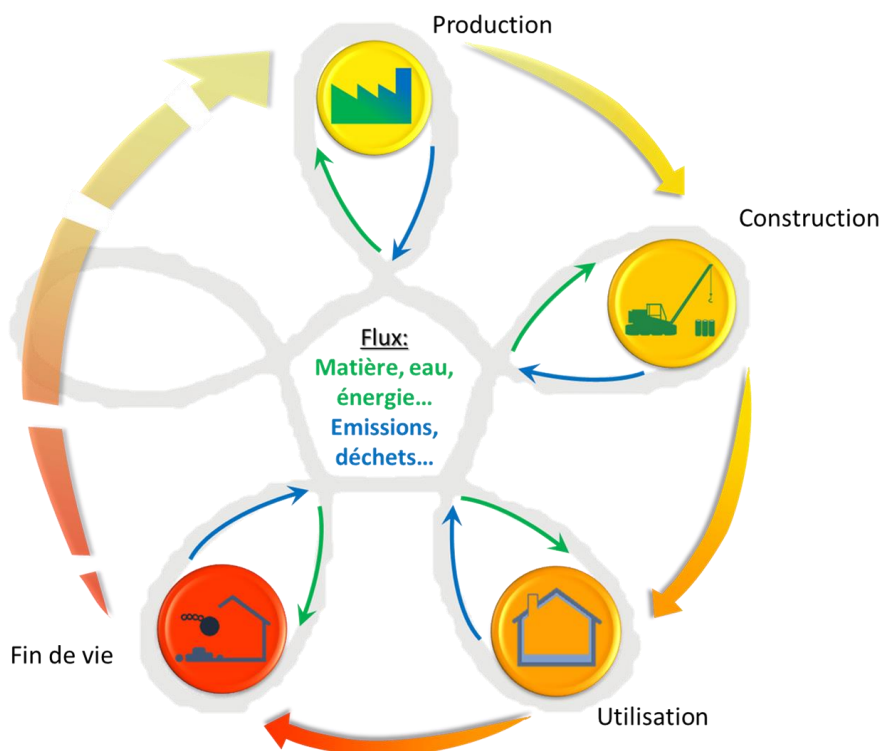 Production
Construction
Flux:
Matière, eau,
énergie...
Emissions,
déchets...
Fin de vie
Utilisation